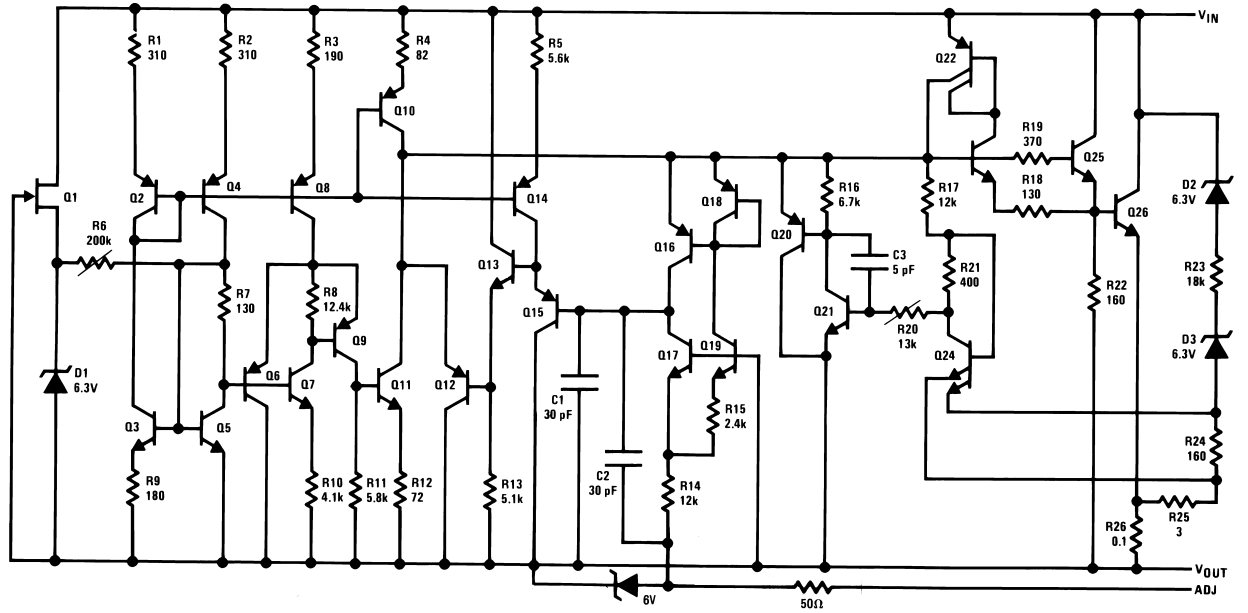 VIN
R1
310
R2
310
R3
190
R4
82
R5
5.6k
Q22
Q10
R19
370
Q25
Q1
Q2
Q4
Q8
Q14
Q18
R16
6.7k
R17
12k
R18
130
D2
6.3V
Q26
R6
200k
Q16
Q20
Q13
C3
5 pF
R21
400
R23
18k
R7
130
R8
12.4k
R22
160
Q15
Q21
R20
13k
Q9
Q17
Q19
Q24
D3
6.3V
D1
6.3V
Q6
Q7
Q11
Q12
C1
30 pF
R15
2.4k
Q3
Q5
R24
160
C2
30 pF
R9
180
R10
4.1k
R11
5.8k
R12
72
R13
5.1k
R14
12k
R25
3
R26
0.1
VOUT
ADJ
6V
50Ω